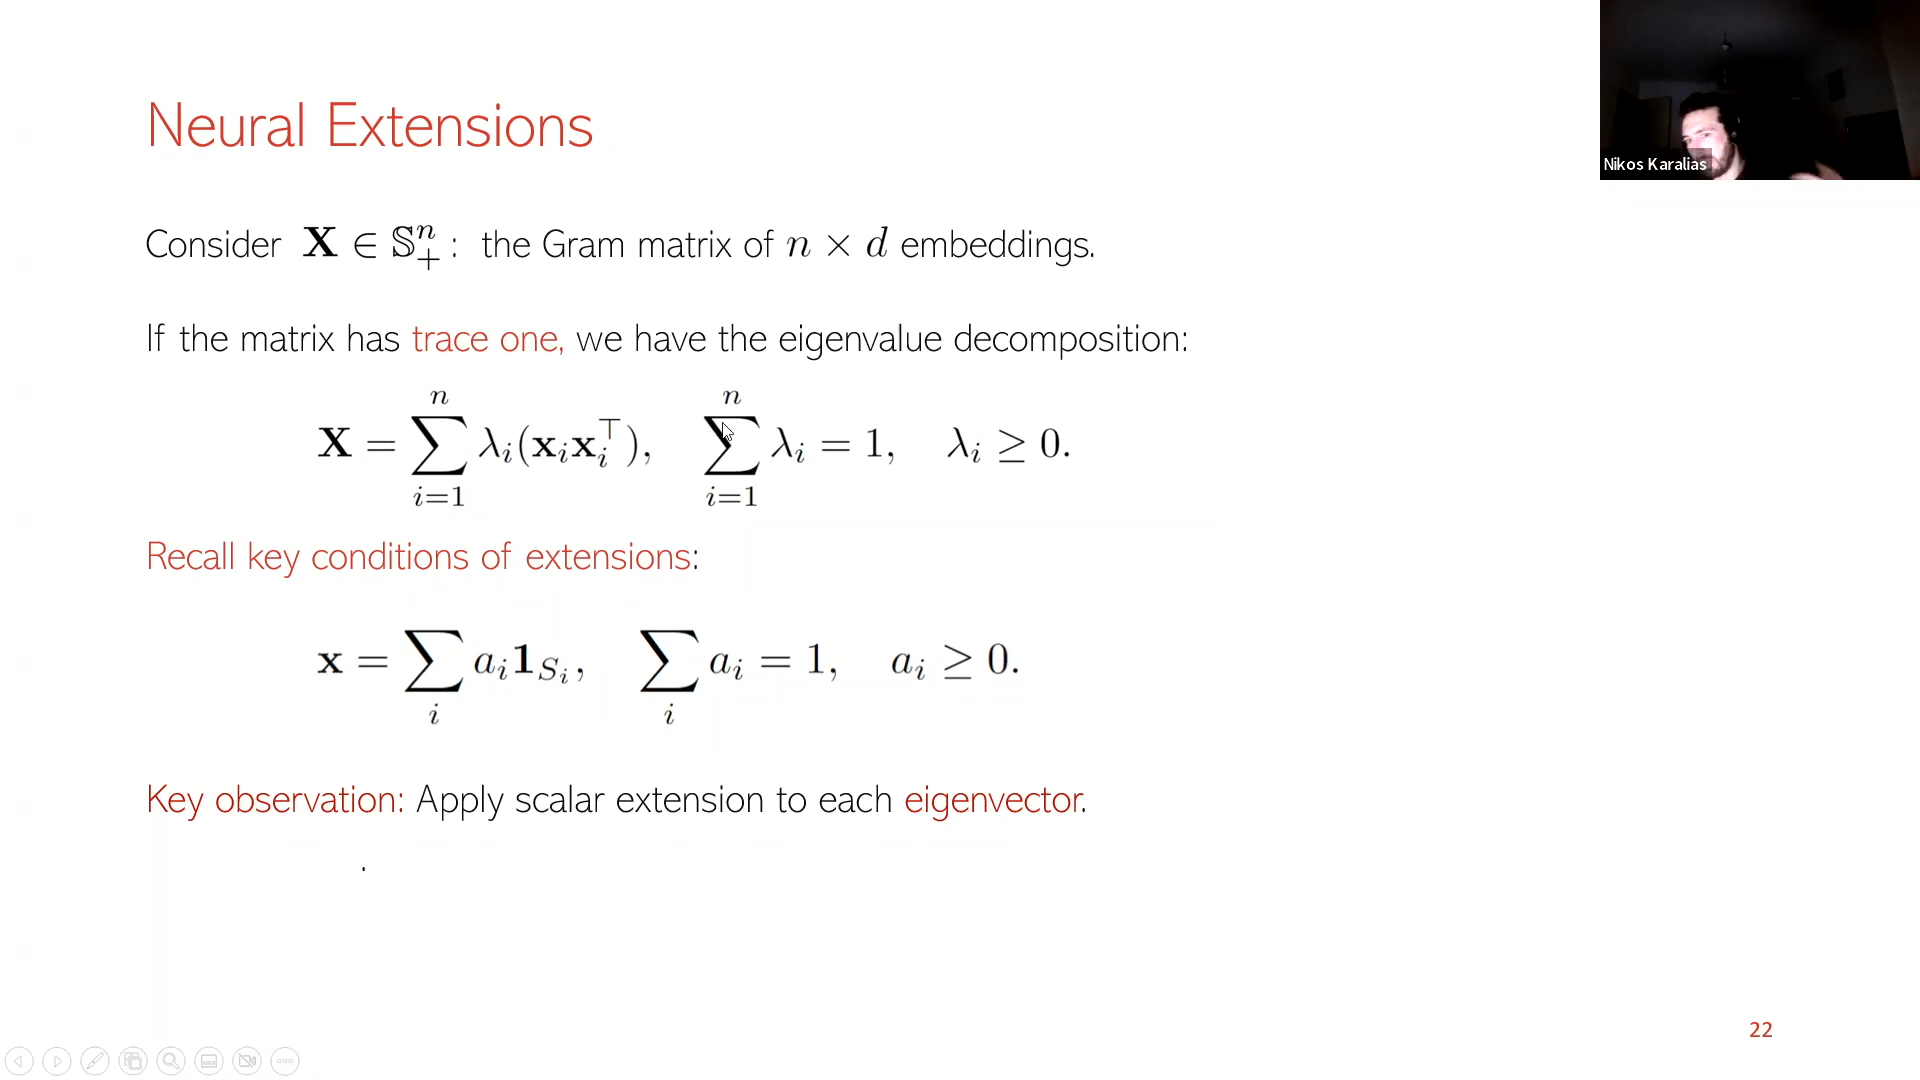 Neural Extensions
Nikos Karalias
Consider X ∈ 𝕊ⁿ₊ : the Gram matrix of n × d embeddings.
If the matrix has trace one, we have the eigenvalue decomposition:
X = ∑ᵢ₌₁ⁿ λᵢ(xᵢxᵢ^⊤), ∑ᵢ₌₁ⁿ λᵢ = 1, λᵢ ≥ 0.
Recall key conditions of extensions:
x = ∑ᵢ aᵢ1_{Sᵢ}, ∑ᵢ aᵢ = 1, aᵢ ≥ 0.
Key observation: Apply scalar extension to each eigenvector.
.
22